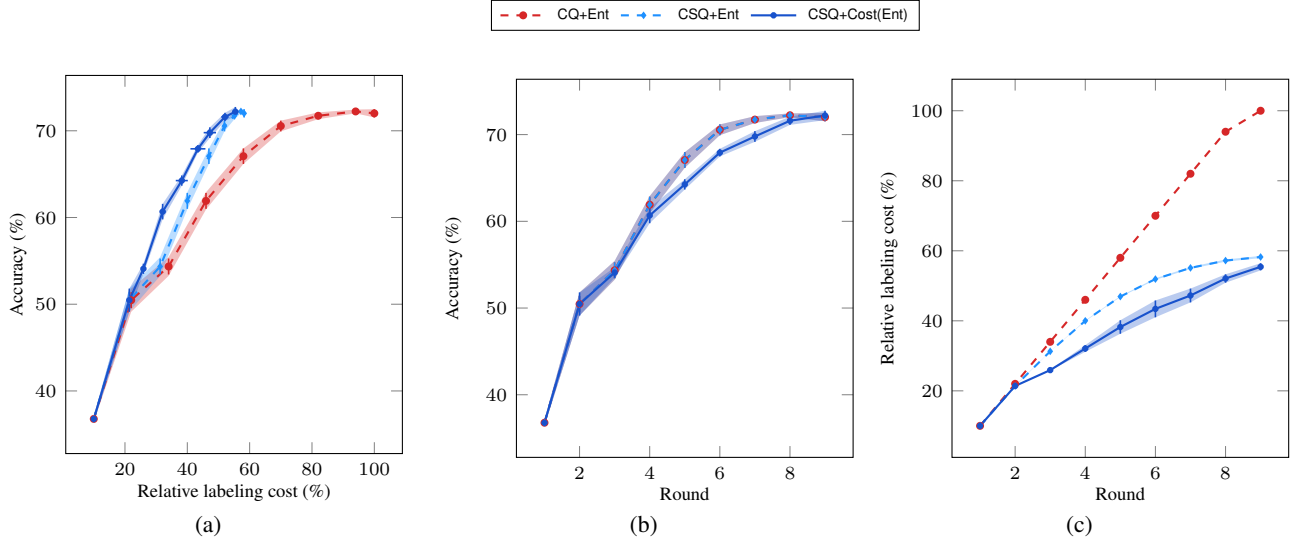 CQ+Ent CSQ+Ent CSQ+Cost(Ent)
70
60
50
40
Accuracy (%)
20 40 60 80 100
Relative labeling cost (%)
(a)
70
60
50
40
Accuracy (%)
2 4 6 8
Round
(b)
100
80
60
40
20
Relative labeling cost (%)
2 4 6 8
Round
(c)